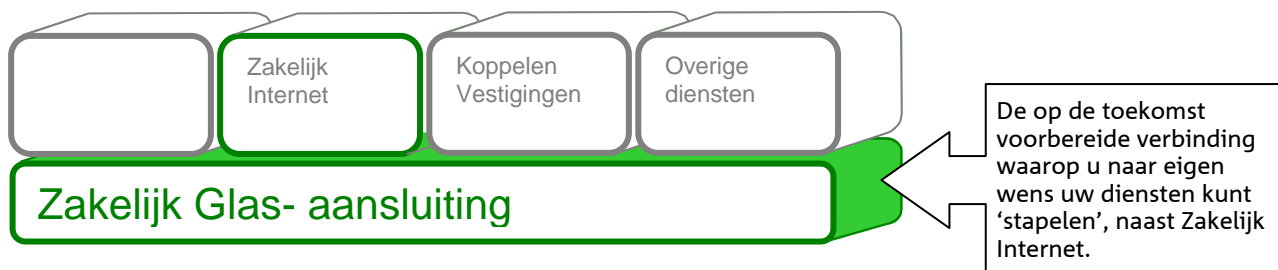 Zakelijk
Internet
Koppelen
Vestigingen
Overige
diensten
Zakelijk Glas- aansluiting
De op de toekomst
voorbereide verbinding
waarop u naar eigen
wens uw diensten kunt
‘stapelen’, naast Zakelijk
Internet.